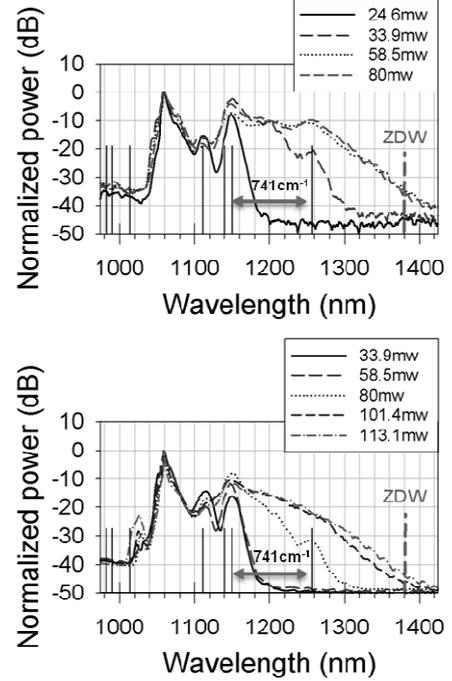 24.6mw
33.9mw
58.5mw
80mw
10
0
-10
-20
-30
-40
-50
Normalized power (dB)
ZDW
741cm-1
1000 1100 1200 1300 1400
Wavelength (nm)
33.9mw
58.5mw
80mw
101.4mw
113.1mw
10
0
-10
-20
-30
-40
-50
Normalized power (dB)
ZDW
741cm-1
1000 1100 1200 1300 1400
Wavelength (nm)